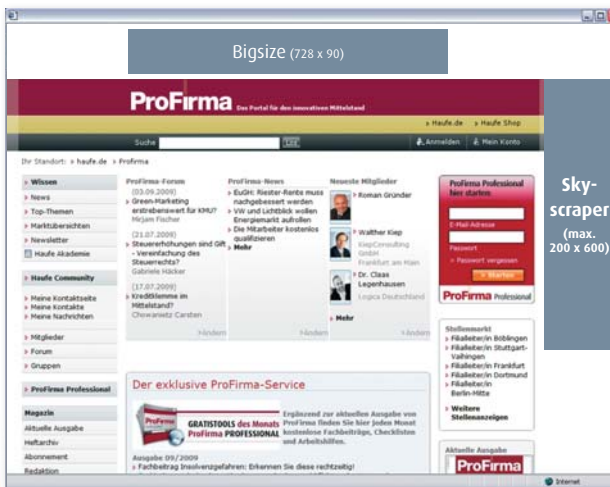 Bigsize (728 x 90)
ProFirma Das Portal für den innovativen Mittelstand
» Haufe.de » Haufe Shop
Suche Los
Anmelden Mein Konto
Ihr Standort: » haufe.de » Profirma
» Wissen
» News
» Top-Themen
» Marktübersichten
» Newsletter
Haufe Akademie
» Haufe Community
» Meine Kontaktseite
» Meine Kontakte
» Meine Nachrichten
» Mitglieder
» Forum
» Gruppen
» ProFirma Professional
Magazin
Aktuelle Ausgabe
Heftarchiv
Abonnement
Redaktion
ProFirma-Forum
(03.09.2009)
» Green-Marketing
erstrebenswert für KMU?
Mirjam Fischer
(21.07.2009)
» Steuererhöhungen sind Gift
- Vereinfachung des
Steuerrechts?
Gabriele Häcker
(17.07.2009)
» Kreditklemme im
Mittelstand?
Chowanietz Carsten
»Ändern
ProFirma-News
» EuGH: Riester-Rente muss
nachgebessert werden
» VW und Lichtblick wollen
Energiemarkt aufrollen
» Die Mitarbeiter kostenlos
qualifizieren
» Mehr
»Ändern
Neueste Mitglieder
» Roman Gründer
» Walther Kiep
KiepConsulting
GmbH
Frankfurt am Main
» Dr. Claas
Legenhausen
Logica Deutschland
» Mehr
»Ändern
ProFirma Professional
hier starten:
E-Mail-Adresse
Passwort
» Passwort vergessen
» Starten
ProFirma Professional
Sky-
scraper
(max.
200 x 600)
Stellenmarkt
» Filialleiter/in Böblingen
» Filialleiter/in Stuttgart-
Vaihingen
» Filialleiter/in Frankfurt
» Filialleiter/in Dortmund
» Filialleiter/in
Berlin-Mitte
» Weitere
Stellenanzeigen
Der exklusive ProFirma-Service
ProFirma
GRATISTOOLS des Monats
ProFirma PROFESSIONAL
Ergänzend zur aktuellen Ausgabe von
ProFirma finden Sie hier jeden Monat
kostenlose Fachbeiträge, Checklisten
und Arbeitshilfen.
Ausgabe 09/2009
» Fachbeitrag Insolvenzgefahren: Erkennen Sie diese rechtzeitig!
Aktuelle Ausgabe
ProFirma
Internet